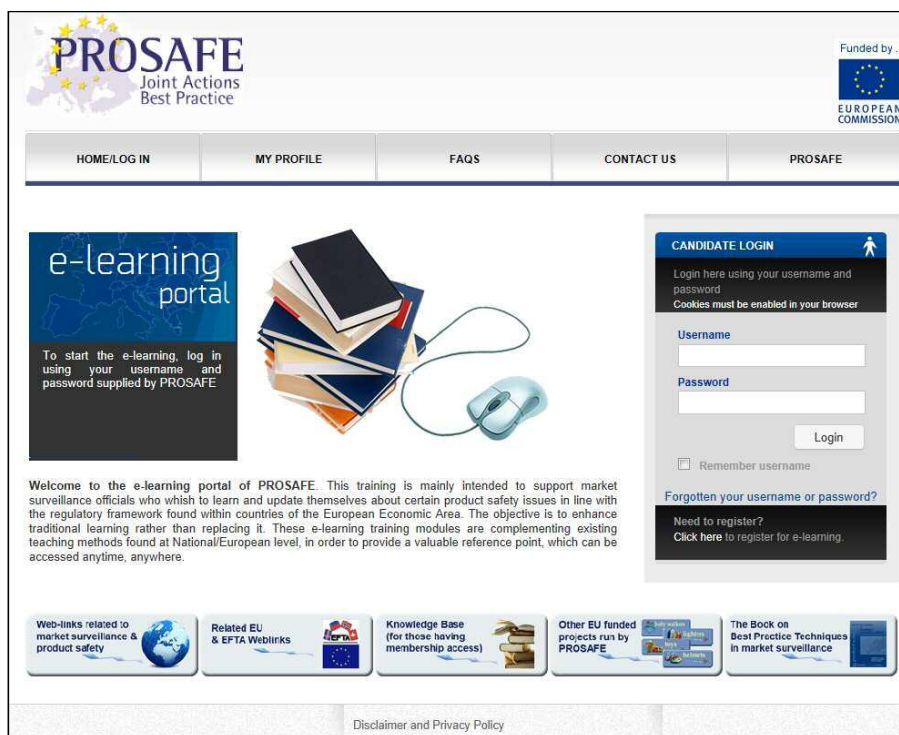 PROSAFE
Joint Actions
Best Practice
Funded by .
EUROPEAN
COMMISSION
HOME/LOG IN
MY PROFILE
FAQS
CONTACT US
PROSAFE
e-learning
portal
To start the e-learning, log in
using your username and
password supplied by PROSAFE
CANDIDATE LOGIN
Login here using your username and
password
Cookies must be enabled in your browser
Username
Password
Login
Remember username
Forgotten your username or password?
Need to register?
Click here to register for e-learning.
Welcome to the e-learning portal of PROSAFE. This training is mainly intended to support market
surveillance officials who whish to learn and update themselves about certain product safety issues in line with
the regulatory framework found within countries of the European Economic Area. The objective is to enhance
traditional learning rather than replacing it. These e-learning training modules are complementing existing
teaching methods found at National/European level, in order to provide a valuable reference point, which can be
accessed anytime, anywhere.
Web-links related to
market surveillance &
product safety
Related EU
& EFTA Weblinks
EFTA
Knowledge Base
(for those having
membership access)
Other EU funded
projects run by
PROSAFE
The Book on
Best Prectice Techniques
in market surveillance
Disclaimer and Privacy Policy